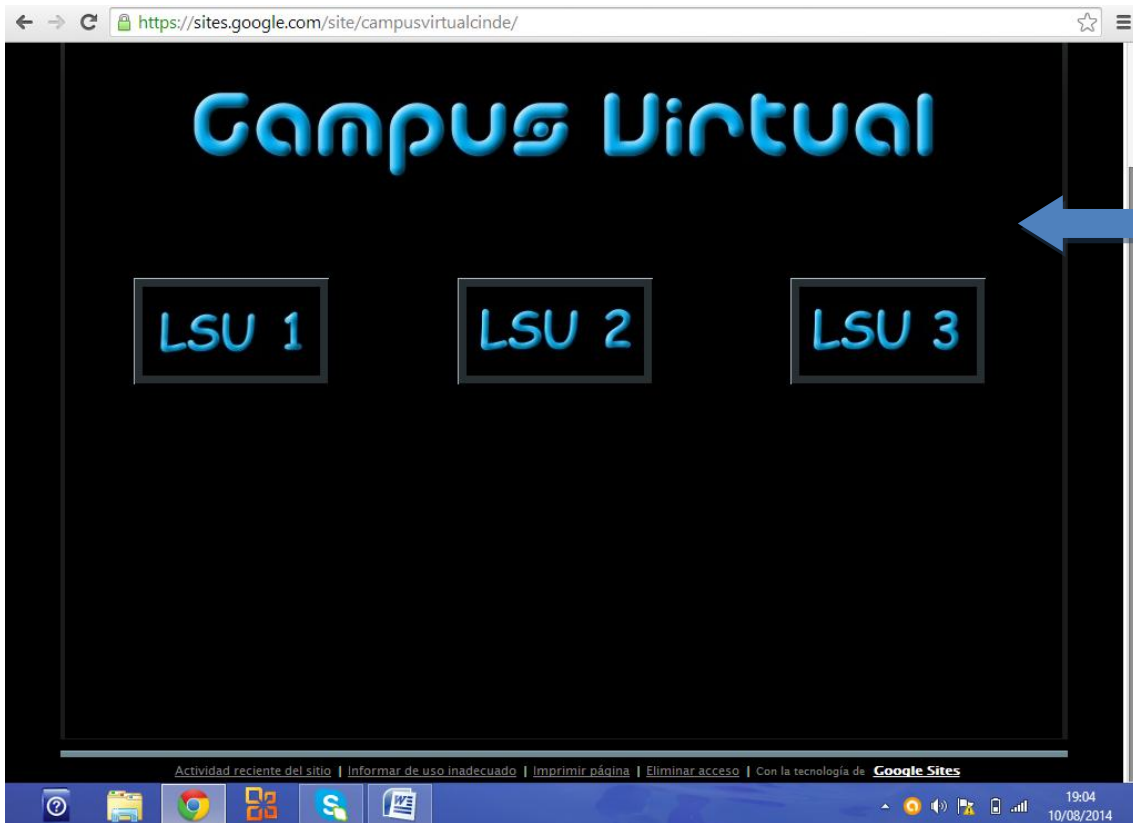 https://sites.google.com/site/campusvirtualcinde/
Campus Virtual
LSU 1
LSU 2
LSU 3
Actividad reciente del sitio | Informar de uso inadecuado | Imprimir página | Eliminar acceso | Con la tecnología de Google Sites
19:04
10/08/2014